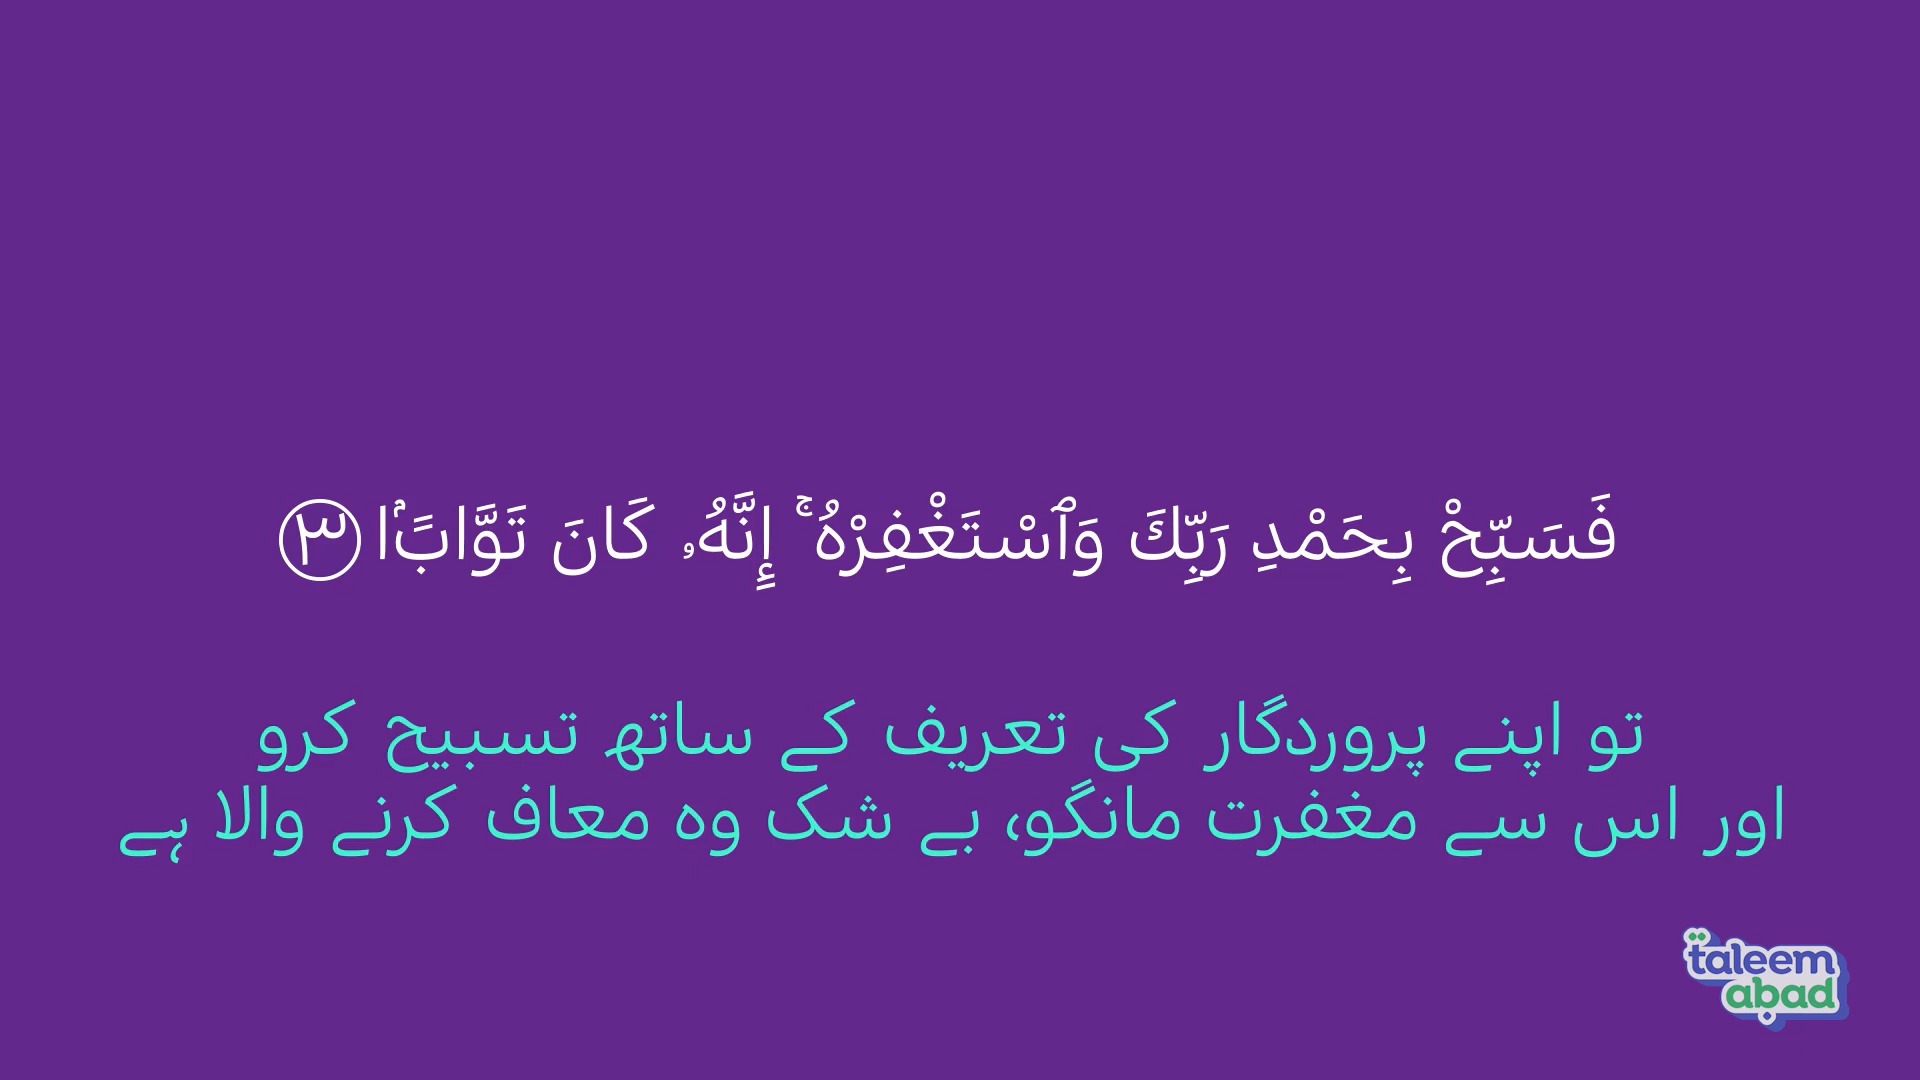 فَسَبِّحْ بِحَمْدِ رَبِّكَ وَٱسْتَغْفِرْهُ ۚ إِنَّهُۥ كَانَ تَوَّابًۢا ٣
تو اپنے پروردگار کی تعریف کے ساتھ تسبیح کرو
اور اس سے مغفرت مانگو، بے شک وہ معاف کرنے والا ہے
taleem
abad